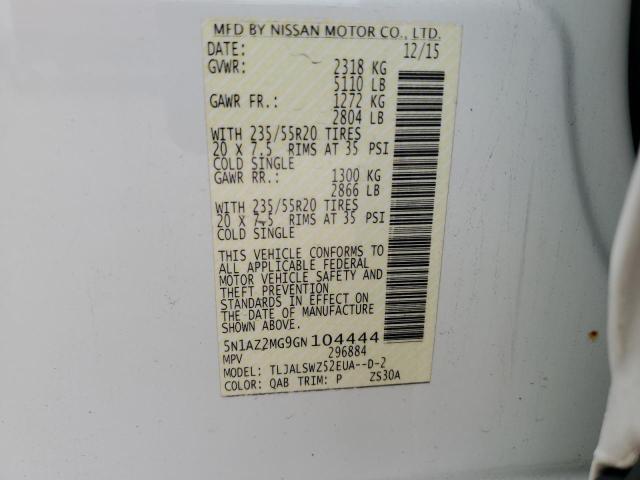 MFD BY NISSAN MOTOR CO., LTD.
DATE: 12/15
GVWR: 2318 KG
5110 LB
GAWR FR.: 1272 KG
2804 LB
WITH 235/55R20 TIRES
20 X 7.5 RIMS AT 35 PSI
COLD SINGLE
GAWR RR.: 1300 KG
2866 LB
WITH 235/55R20 TIRES
20 X 7.5 RIMS AT 35 PSI
COLD SINGLE
THIS VEHICLE CONFORMS TO
ALL APPLICABLE FEDERAL
MOTOR VEHICLE SAFETY AND
THEFT PREVENTION
STANDARDS IN EFFECT ON
THE DATE OF MANUFACTURE
SHOWN ABOVE.
5N1AZ2MG9GN104444
MPV 296884
MODEL: TLJALSWZ52EUA--D-2
COLOR: QAB TRIM: P ZS30A